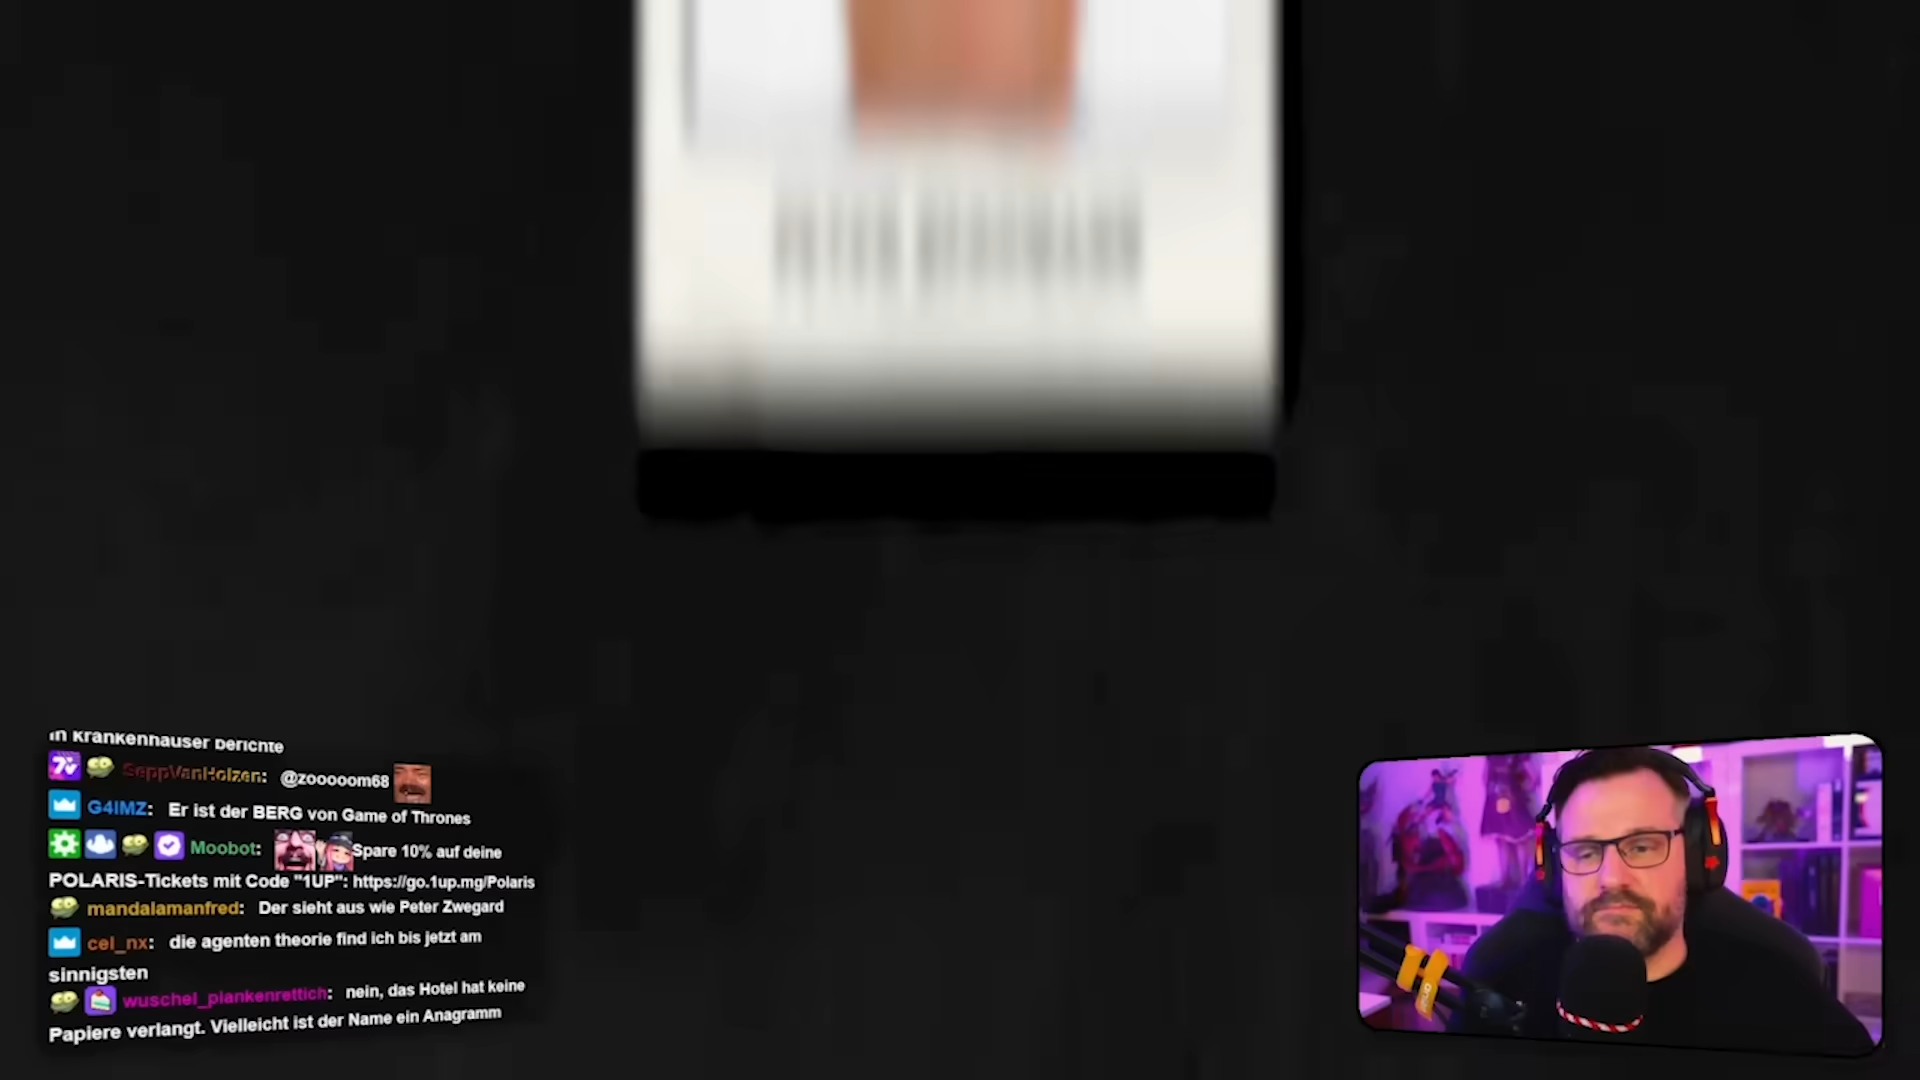 in Krankenhäuser berichte
SeppVanHolzen: @zooooom68
G4IMZ: Er ist der BERG von Game of Thrones
Moobot: Spare 10% auf deine
POLARIS-Tickets mit Code "1UP": https://go.1up.mg/Polaris
mandalamanfred: Der sieht aus wie Peter Zwegard
cel_nx: die agenten theorie find ich bis jetzt am
sinnigsten
wuschel_plankenrettich: nein, das Hotel hat keine
Papiere verlangt. Vielleicht ist der Name ein Anagramm